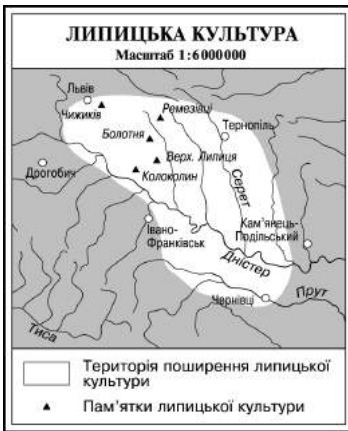 ЛИПИЦЬКА КУЛЬТУРА
Масштаб 1:6000000
Львів
Чижиків
Ремезівці
Болотня
Тернопіль
Верх. Липиця
Дрогобич
Колоколин
Серет
Івано-
Франківськ
Кам'янець-
Подільський
Дністер
Чернівці
Прут
Тиса
Територія поширення липицької
культури
Пам'ятки липицької культури